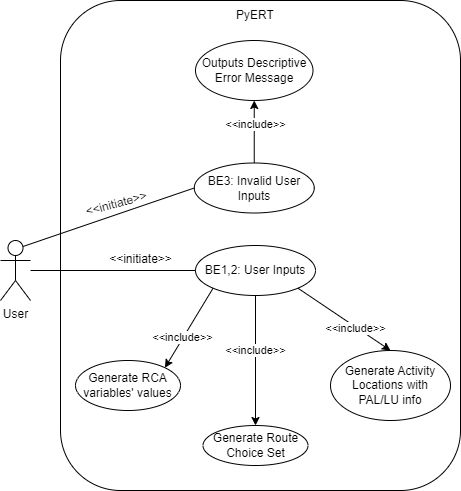 PyERT
Outputs Descriptive
Error Message
<<include>>
BE3: Invalid User
Inputs
<<initiate>>
<<initiate>>
BE1,2: User Inputs
User
<<include>>
<<include>>
<<include>>
Generate RCA
variables' values
Generate Activity
Locations with
PAL/LU info
Generate Route
Choice Set